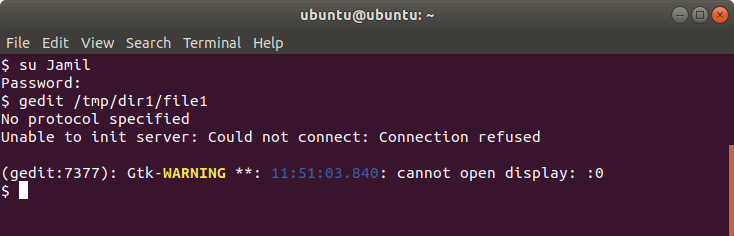 ubuntu@ubuntu: ~
File Edit View Search Terminal Help
$ su Jamil
Password:
$ gedit /tmp/dir1/file1
No protocol specified
Unable to init server: Could not connect: Connection refused
(gedit:7377): Gtk-WARNING **: 11:51:03.840: cannot open display: :0
$